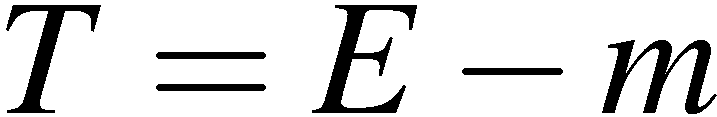 T = E − m